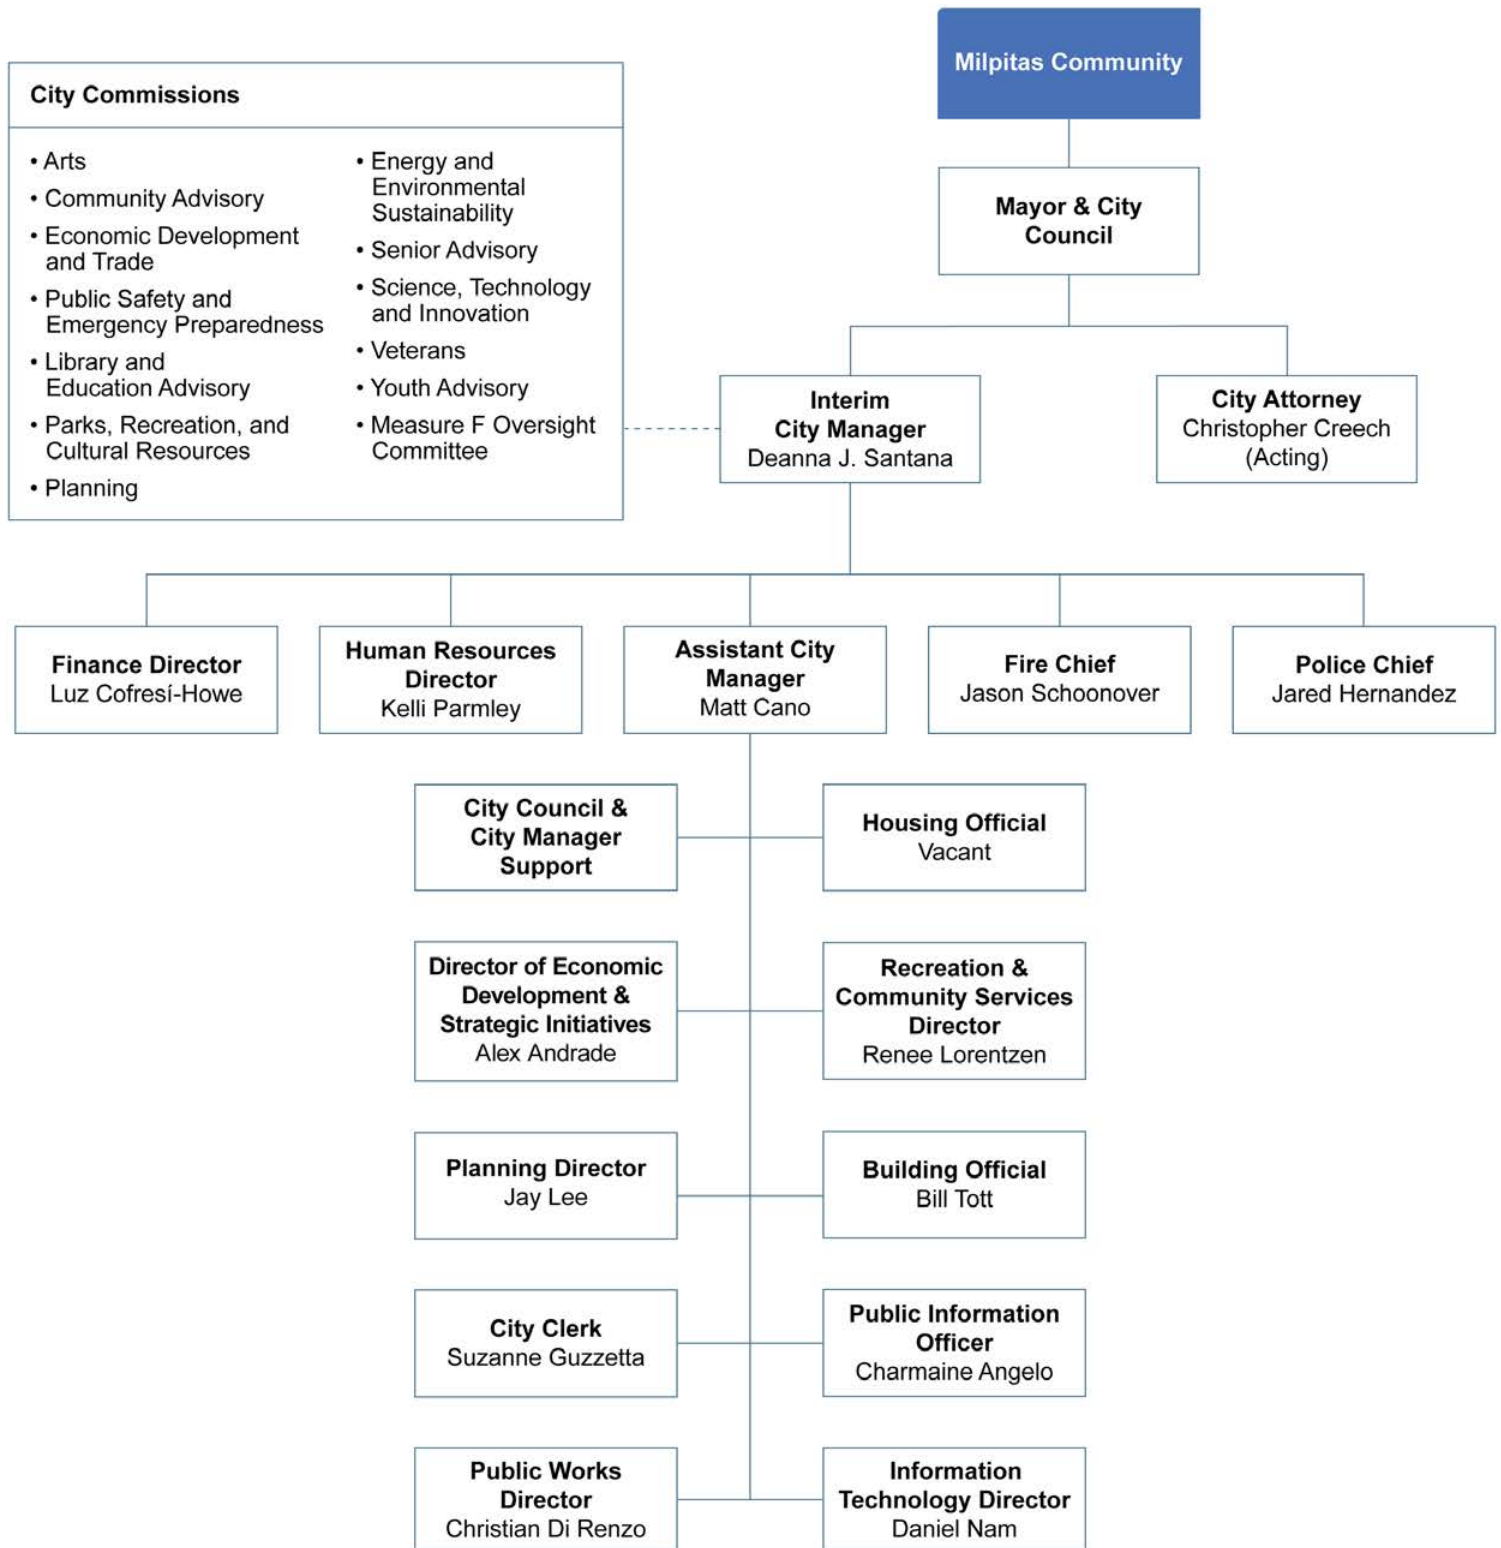 Milpitas Community
City Commissions
• Arts
• Community Advisory
• Economic Development
and Trade
• Public Safety and
Emergency Preparedness
• Library and
Education Advisory
• Parks, Recreation, and
Cultural Resources
• Planning
• Energy and
Environmental
Sustainability
• Senior Advisory
• Science, Technology
and Innovation
• Veterans
• Youth Advisory
• Measure F Oversight
Committee
Mayor & City
Council
Interim
City Manager
Deanna J. Santana
City Attorney
Christopher Creech
(Acting)
Finance Director
Luz Cofresí-Howe
Human Resources
Director
Kelli Parmley
Assistant City
Manager
Matt Cano
Fire Chief
Jason Schoonover
Police Chief
Jared Hernandez
City Council &
City Manager
Support
Housing Official
Vacant
Director of Economic
Development &
Strategic Initiatives
Alex Andrade
Recreation &
Community Services
Director
Renee Lorentzen
Planning Director
Jay Lee
Building Official
Bill Tott
City Clerk
Suzanne Guzzetta
Public Information
Officer
Charmaine Angelo
Public Works
Director
Christian Di Renzo
Information
Technology Director
Daniel Nam